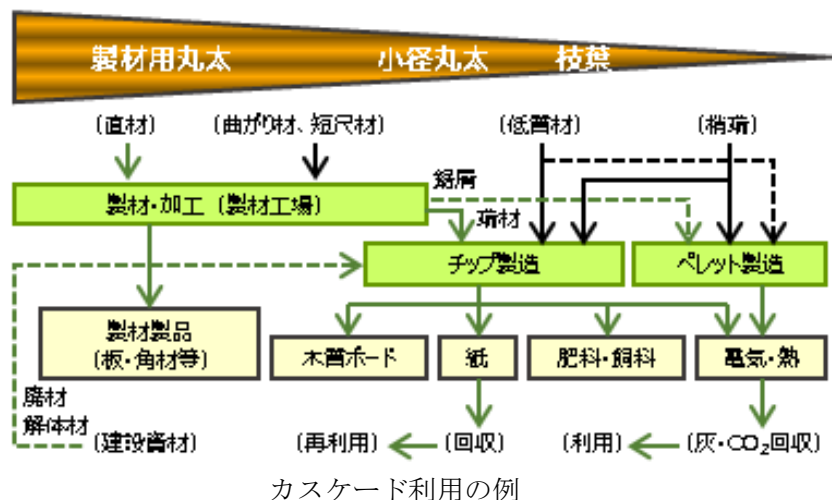 製材用丸太 小径丸太 枝葉
(直材) (曲がり材、短尺材) (低質材) (梢端)
鋸屑
製材・加工 (製材工場)
端材
チップ製造 ペレット製造
製材製品
(板・角材等)
木質ボード 紙 肥料・飼料 電気・熱
廃材
解体材
(建設資材) (再利用) (回収) (利用) (灰・CO₂回収)
カスケード利用の例